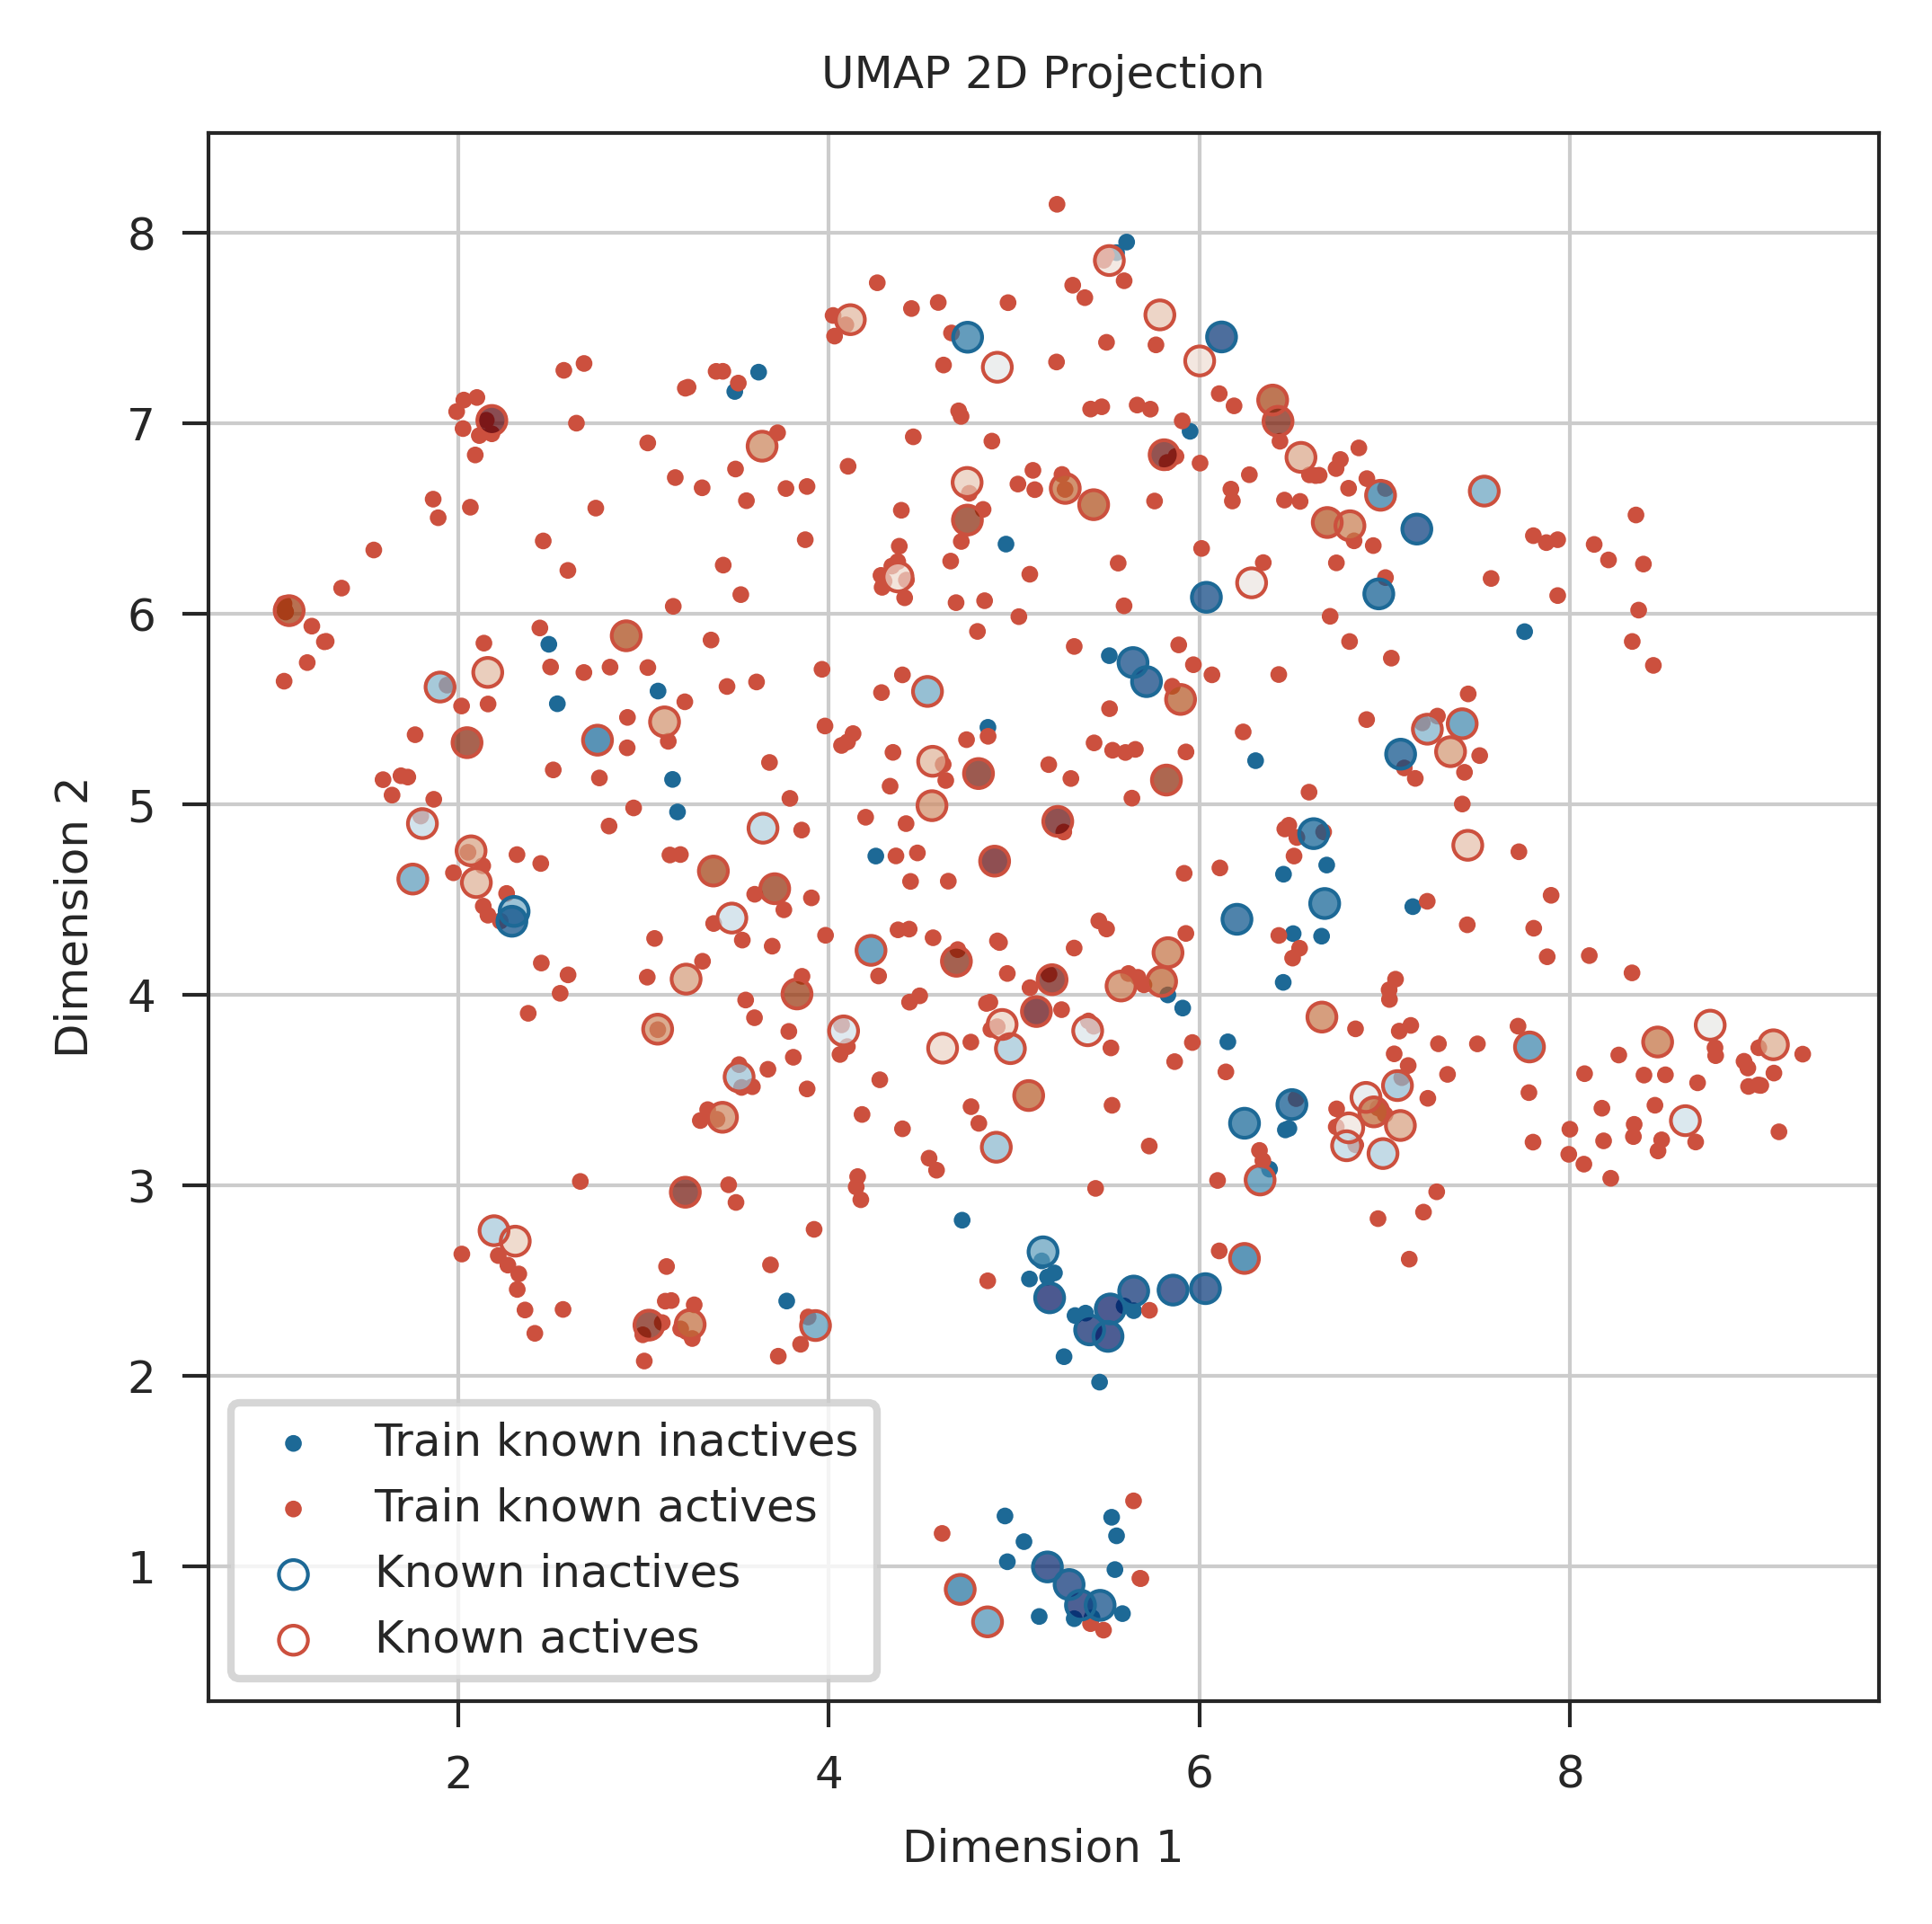 UMAP 2D Projection
8
7
6
5
4
3
2
1
Dimension 2
Train known inactives
Train known actives
Known inactives
Known actives
2 4 6 8
Dimension 1